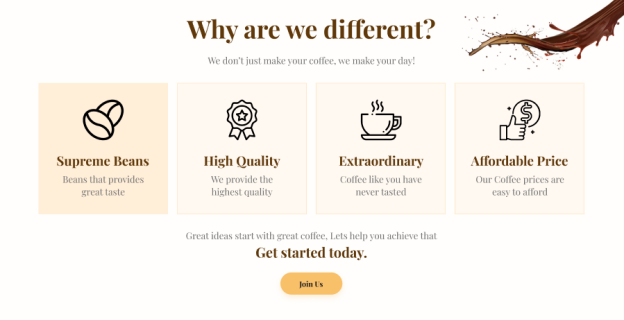 Why are we different?
We don't just make your coffee, we make your day!
Supreme Beans
Beans that provides
great taste
High Quality
We provide the
highest quality
Extraordinary
Coffee like you have
never tasted
Affordable Price
Our Coffee prices are
easy to afford
Great ideas start with great coffee, Lets help you achieve that
Get started today.
Join Us